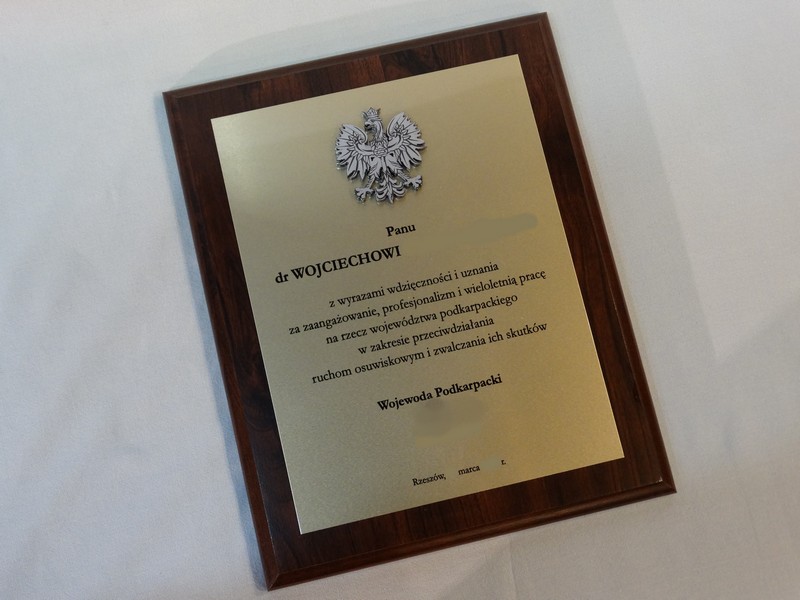 Panu
dr WOJCIECHOWI
z wyrazami wdzięczności i uznania
za zaangażowanie, profesjonalizm i wieloletnią pracę
na rzecz województwa podkarpackiego
w zakresie przeciwdziałania
ruchom osuwiskowym i zwalczania ich skutków
Wojewoda Podkarpacki
Rzeszów, marca r.